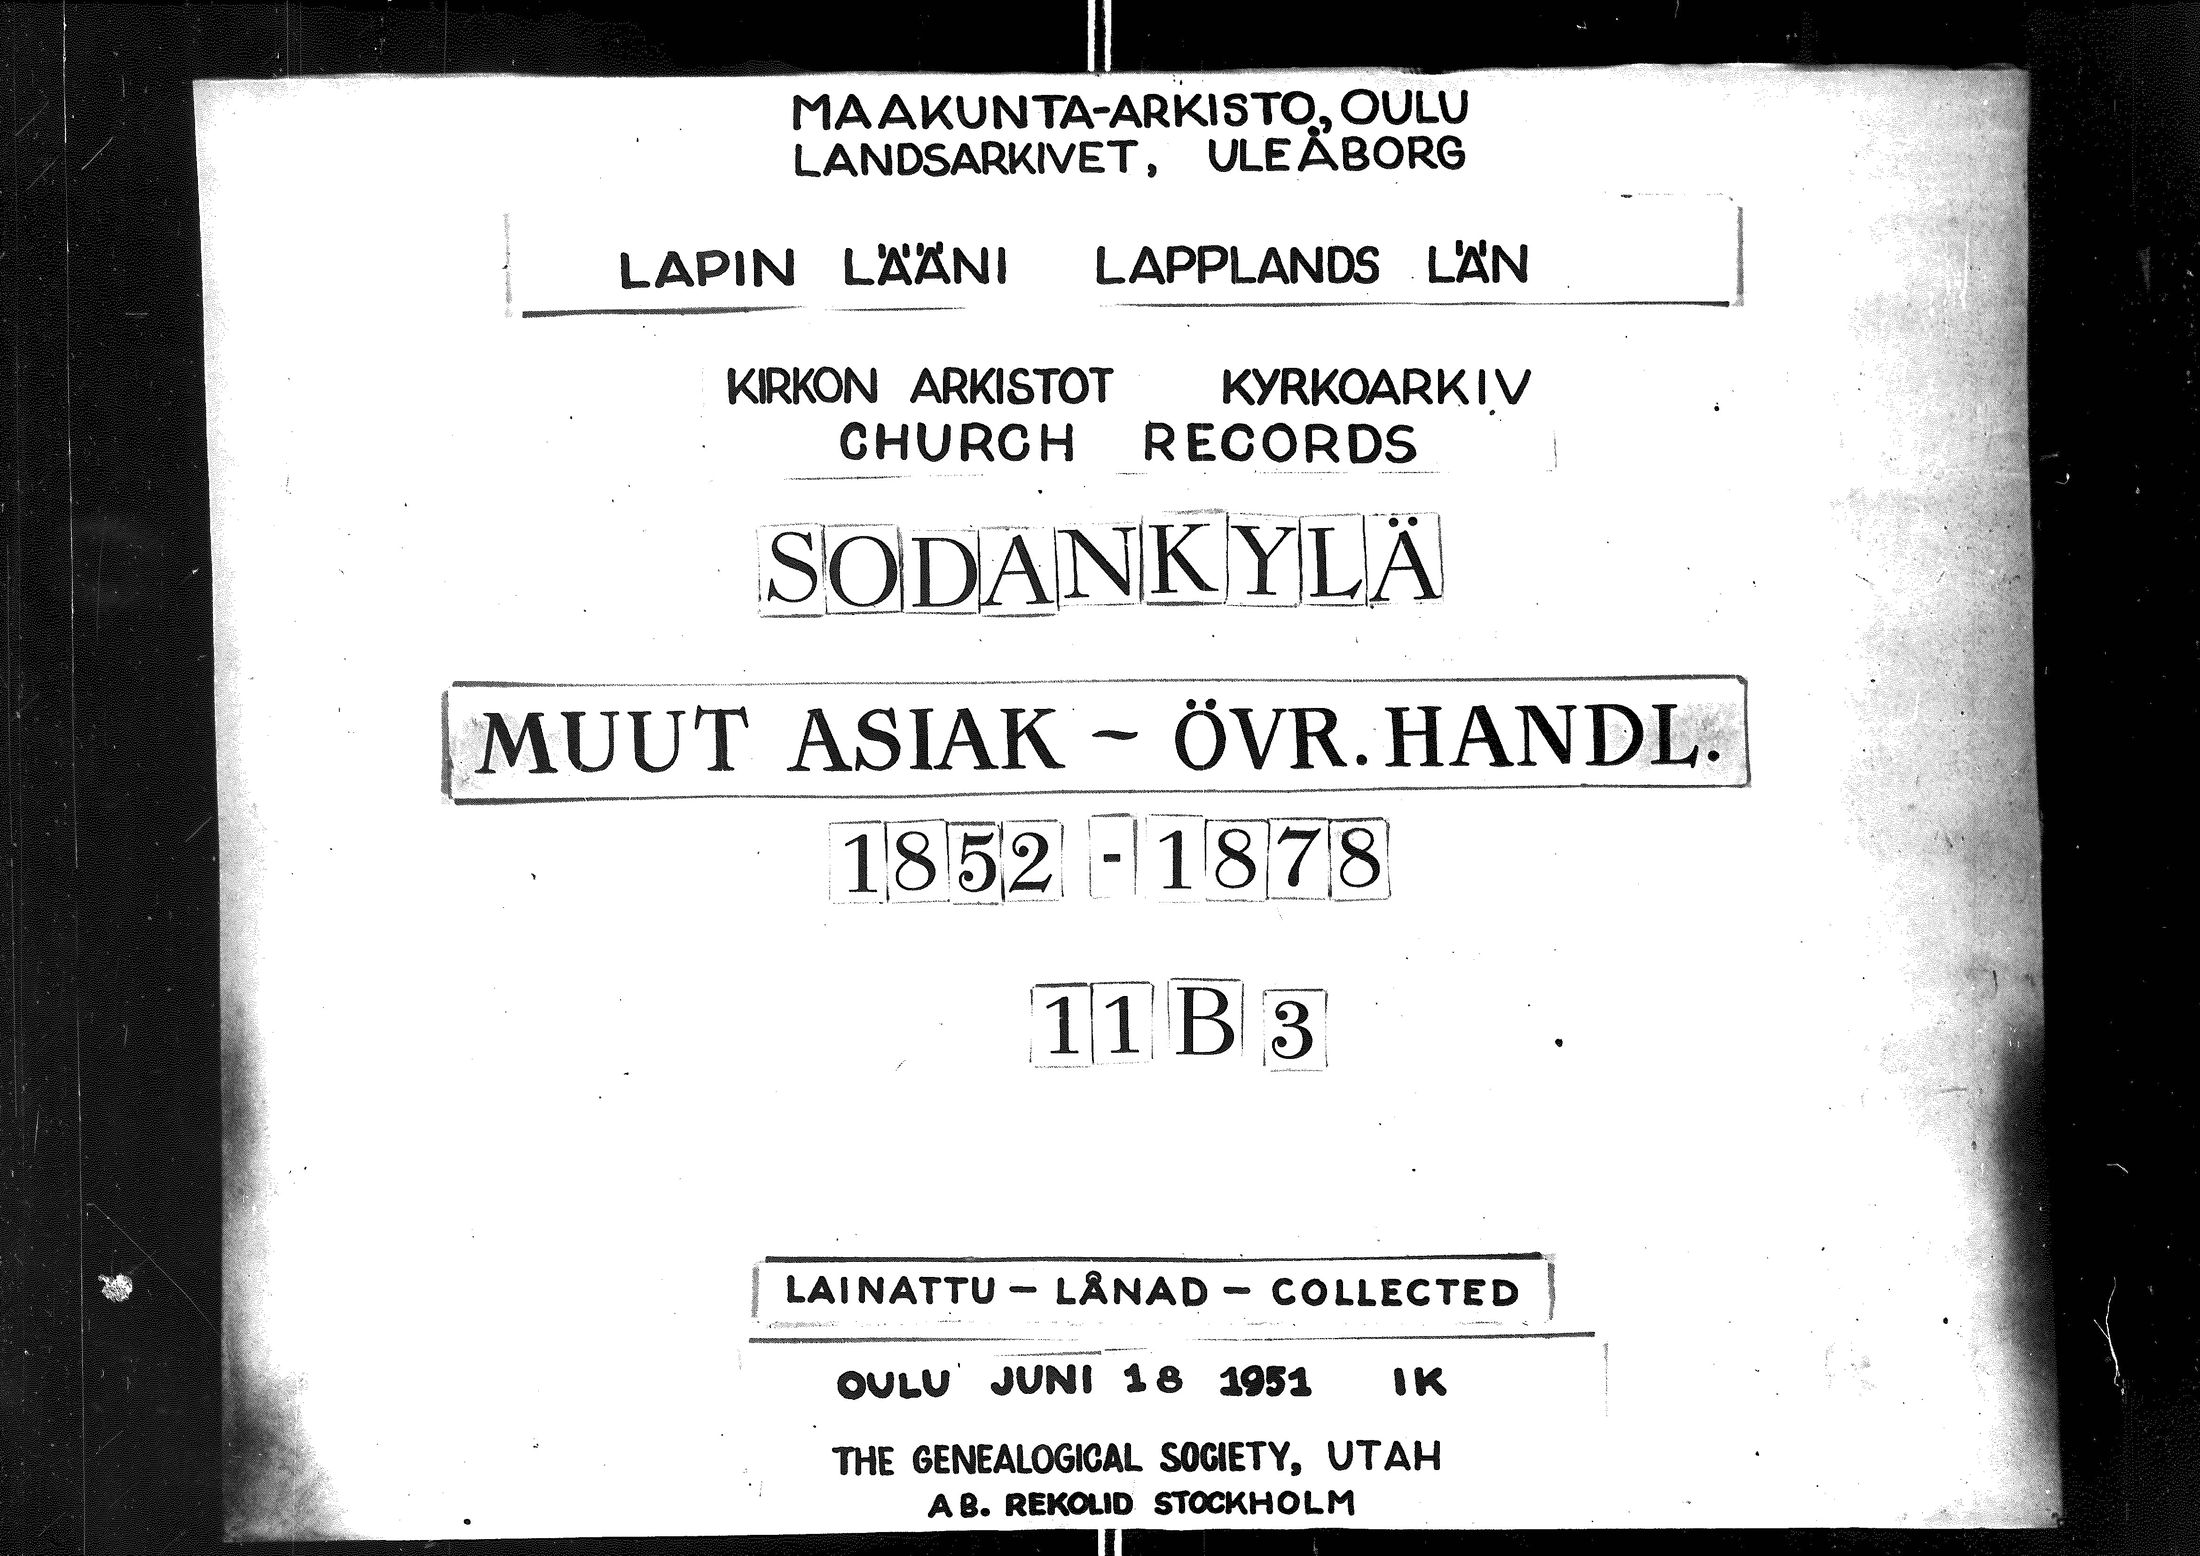 MAAKUNTA-ARKISTO, OULU
LANDSARKIVET, ULEÅBORG
LAPIN LÄÄNI LAPPLANDS LÄN
KIRKON ARKISTOT KYRKOARKIV
CHURCH RECORDS
SODANKYLÄ
MUUT ASIAK - ÖVR. HANDL.
1852 - 1878
11 B 3
LAINATTU - LÅNAD - COLLECTED
OULU JUNI 18 1951 IK
THE GENEALOGICAL SOCIETY, UTAH
AB. REKOLID STOCKHOLM